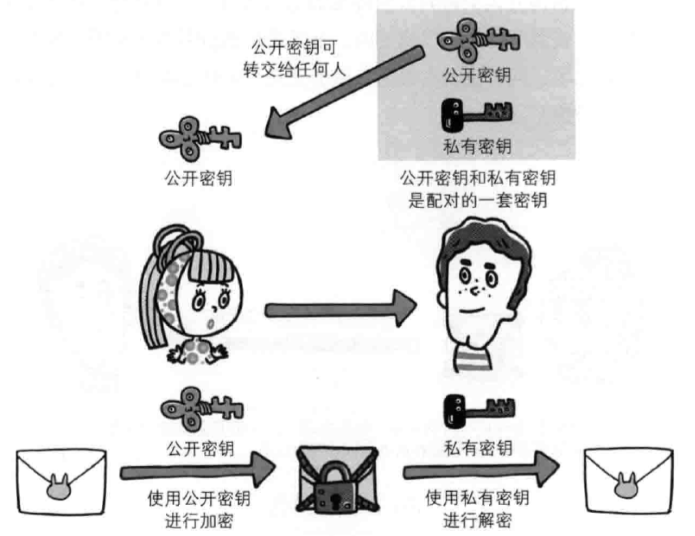 公开密钥可
转交给任何人
公开密钥
私有密钥
公开密钥
公开密钥和私有密钥
是配对的一套密钥
公开密钥
私有密钥
使用公开密钥
进行加密
使用私有密钥
进行解密